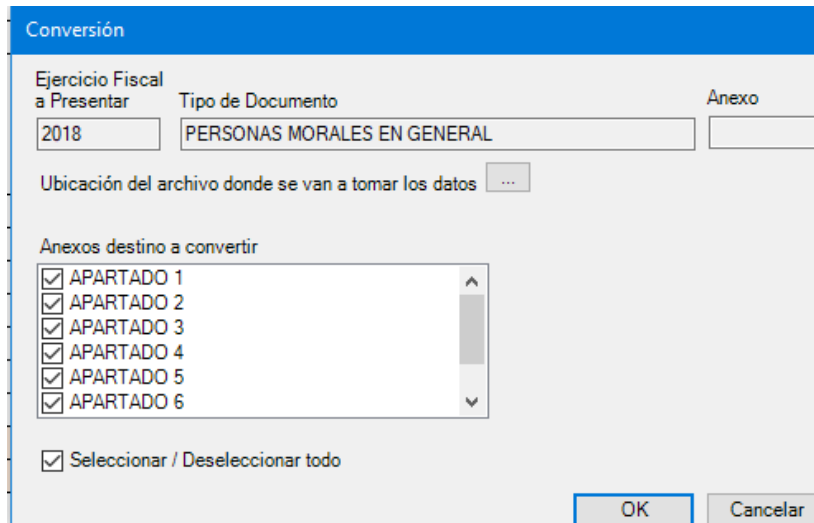 Conversión
Ejercicio Fiscal
a Presentar
Tipo de Documento
Anexo
2018
PERSONAS MORALES EN GENERAL
Ubicación del archivo donde se van a tomar los datos ...
Anexos destino a convertir
APARTADO 1
APARTADO 2
APARTADO 3
APARTADO 4
APARTADO 5
APARTADO 6
Seleccionar / Deseleccionar todo
OK
Cancelar